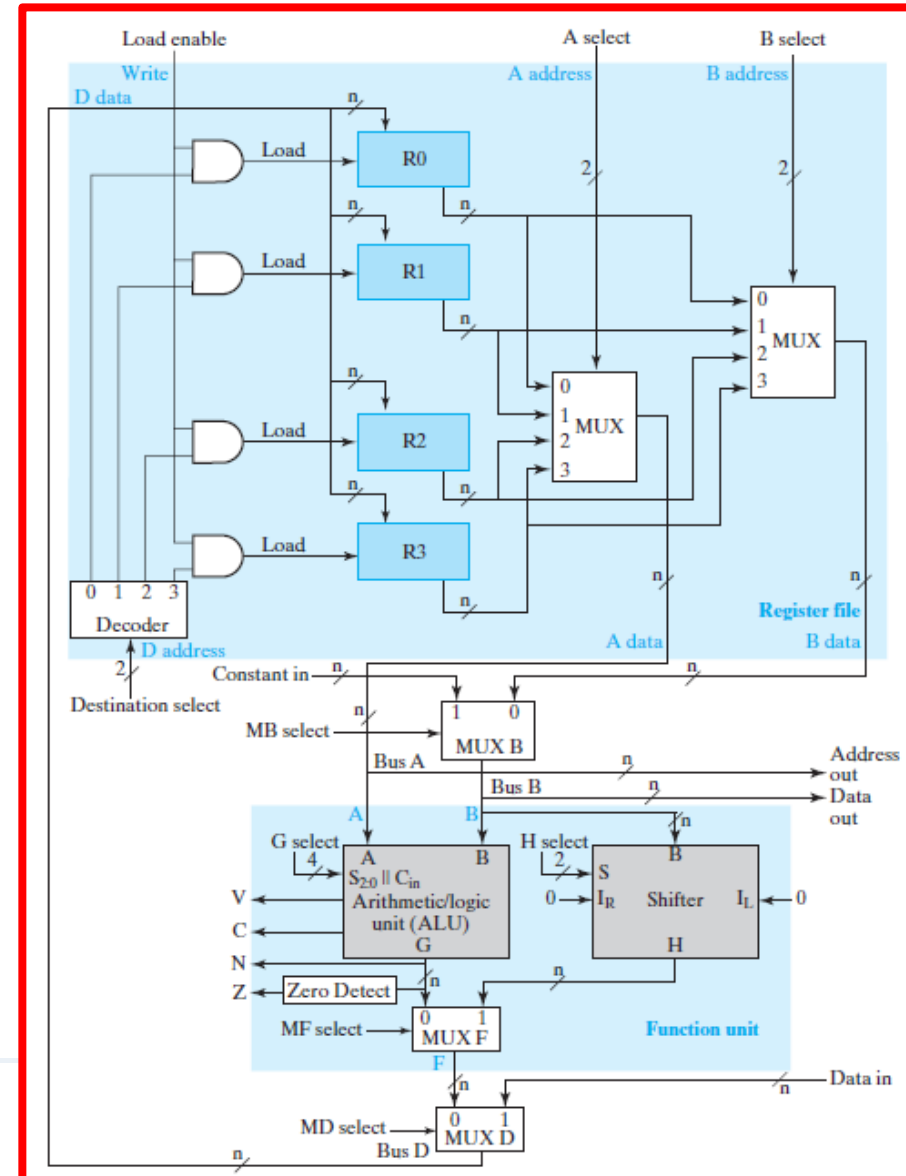 Load enable
A select
B select
Write
A address
B address
D data
n
Load
R0
2
2
n
n
Load
R1
0
n
1
MUX
2
n
0
3
1
MUX
Load
R2
2
n
3
n
Load
R3
n
n
0 1 2 3
n
Register file
Decoder
D address
A data
B data
2
Constant in
n
n
Destination select
n
1 0
MB select
MUX B
Address
out
Bus A
n
Bus B
n
Data
out
A
B
n
G select
H select
4
A
B
2
B
S2:0 || Cin
S
V
Arithmetic/logic
0
IR
Shifter
IL
0
unit (ALU)
C
G
H
N
n
n
Z
Zero Detect
0 1
MF select
MUX F
Function unit
F
n
n
Data in
0 1
MD select
MUX D
Bus D
n